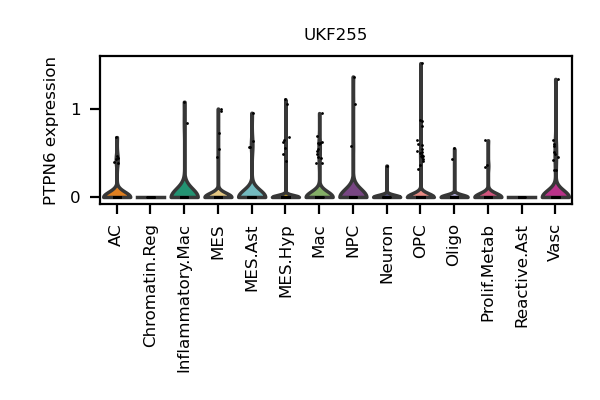 UKF255
PTPN6 expression
1
0
AC
Chromatin.Reg
Inflammatory.Mac
MES
MES.Ast
MES.Hyp
Mac
NPC
Neuron
OPC
Oligo
Prolif.Metab
Reactive.Ast
Vasc